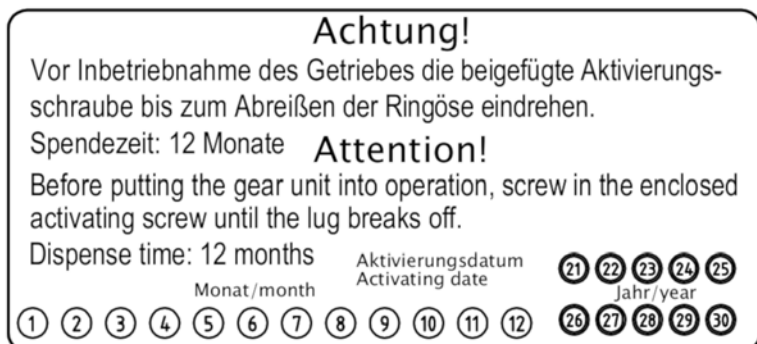 Achtung!
Vor Inbetriebnahme des Getriebes die beigefügte Aktivierungs-
schraube bis zum Abreißen der Ringöse eindrehen.
Spendezeit: 12 Monate
Attention!
Before putting the gear unit into operation, screw in the enclosed
activating screw until the lug breaks off.
Dispense time: 12 months
Aktivierungsdatum
Activating date
Monat/month
1 2 3 4 5 6 7 8 9 10 11 12
21 22 23 24 25
Jahr/year
26 27 28 29 30